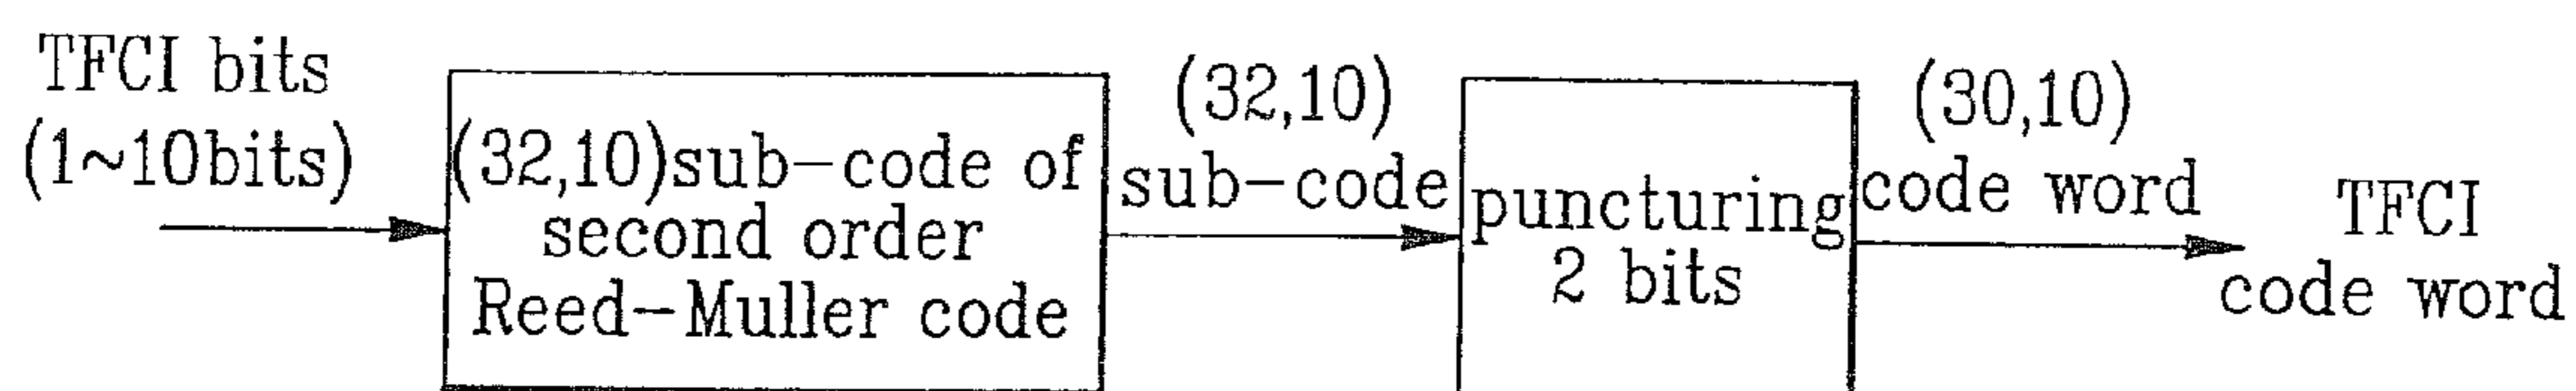 TFCI bits
(1~10bits)
(32,10)sub-code of
second order
Reed-Muller code
(32,10)
sub-code
puncturing
2 bits
(30,10)
code word
TFCI
code word